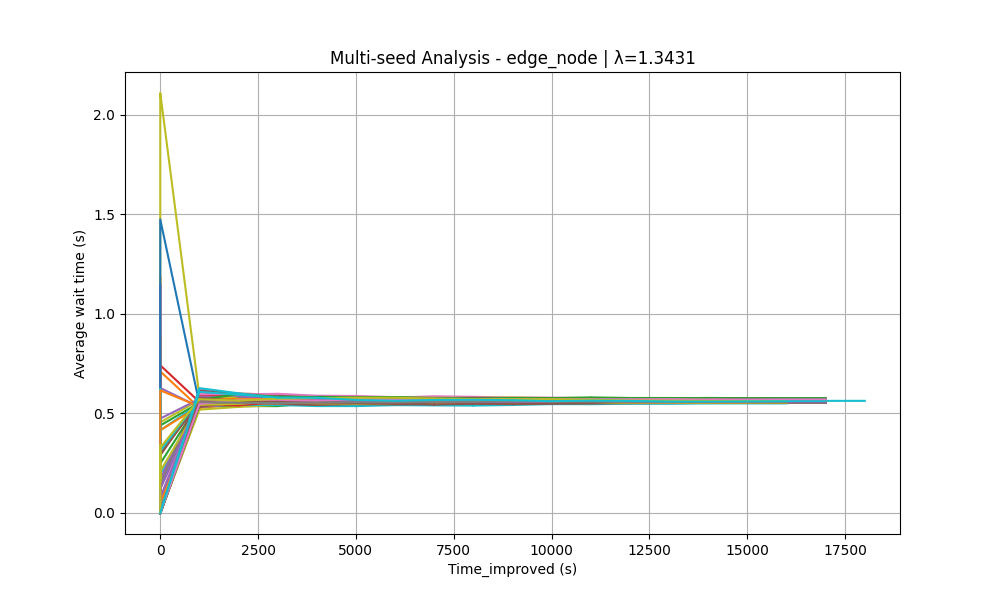 Multi-seed Analysis - edge_node | λ=1.3431
Average wait time (s)
2.0
1.5
1.0
0.5
0.0
0 2500 5000 7500 10000 12500 15000 17500
Time_improved (s)